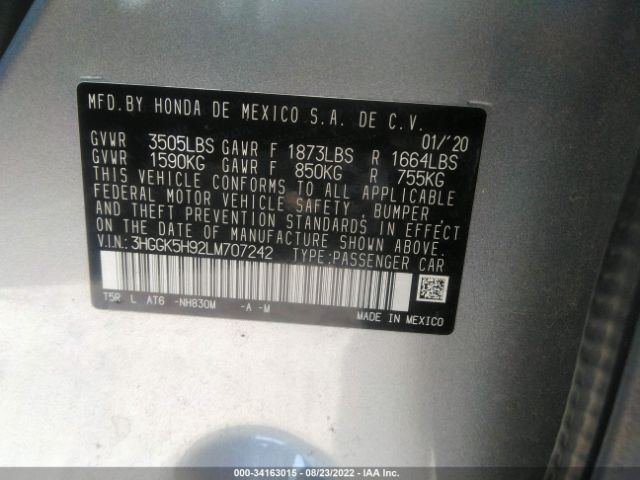 MFD.BY HONDA DE MEXICO S.A. DE C.V.
01/'20
GVWR 3505LBS GAWR F 1873LBS R 1664LBS
GVWR 1590KG GAWR F 850KG R 755KG
THIS VEHICLE CONFORMS TO ALL APPLICABLE
FEDERAL MOTOR VEHICLE SAFETY, BUMPER,
AND THEFT PREVENTION STANDARDS IN EFFECT
ON THE DATE OF MANUFACTURE SHOWN ABOVE.
V.I.N: 3HGGK5H92LM707242 TYPE:PASSENGER CAR
T5R L AT6 -NH830M -A -M
MADE IN MEXICO
000-34163015 - 08/23/2022 - IAA Inc.